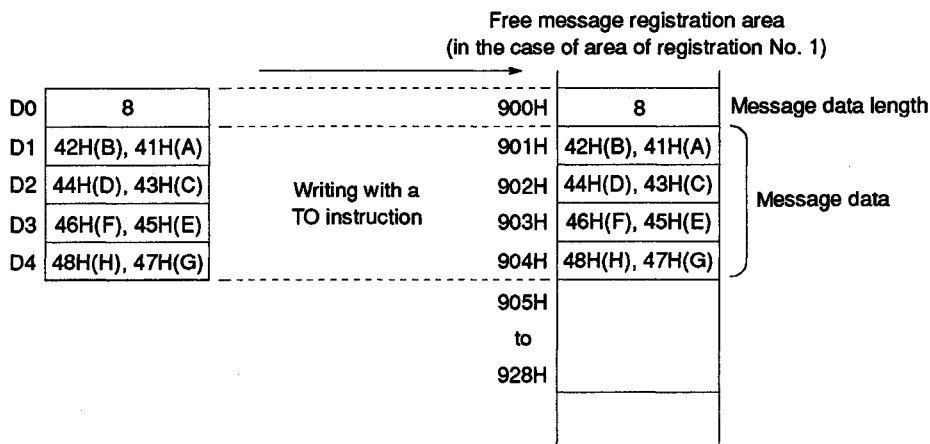 Free message registration area
(in the case of area of registration No. 1)
D0 8 900H 8 Message data length
D1 42H(B), 41H(A) 901H 42H(B), 41H(A)
D2 44H(D), 43H(C) 902H 44H(D), 43H(C)
Writing with a
TO instruction
Message data
D3 46H(F), 45H(E) 903H 46H(F), 45H(E)
D4 48H(H), 47H(G) 904H 48H(H), 47H(G)
905H
to
928H